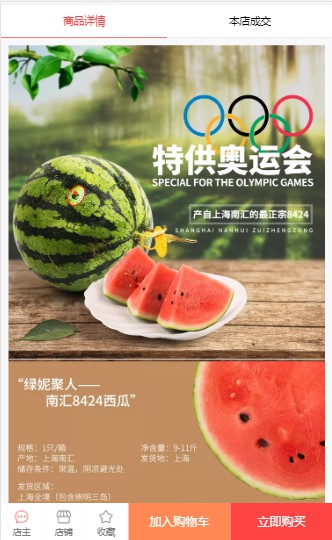 商品详情
本店成交
特供奥运会
SPECIAL FOR THE OLYMPIC GAMES
产自上海南汇的最正宗8424
SHANGHAI NANHUI ZUIZHENGZONG
“绿妮聚人——
南汇8424西瓜”
规格：1只/箱
净含量：9-11斤
产地：上海南汇
发货地：上海
储存条件：常温，阴凉避光处
发货区域：
上海全境（包含崇明三岛）
店主
店铺
收藏
加入购物车
立即购买